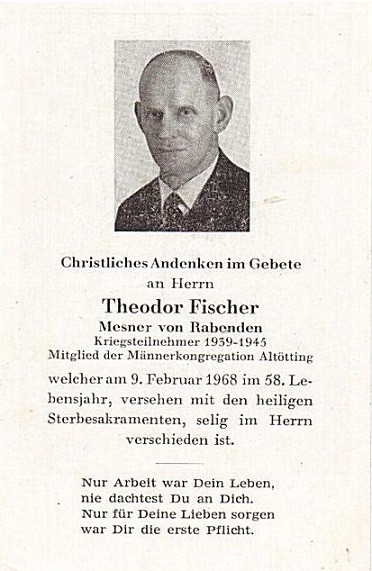 Christliches Andenken im Gebete
an Herrn
Theodor Fischer
Mesner von Rabenden
Kriegsteilnehmer 1939-1945
Mitglied der Männerkongregation Altötting
welcher am 9. Februar 1968 im 58. Le-
bensjahr, versehen mit den heiligen
Sterbesakramenten, selig im Herrn
verschieden ist.
Nur Arbeit war Dein Leben,
nie dachtest Du an Dich.
Nur für Deine Lieben sorgen
war Dir die erste Pflicht.